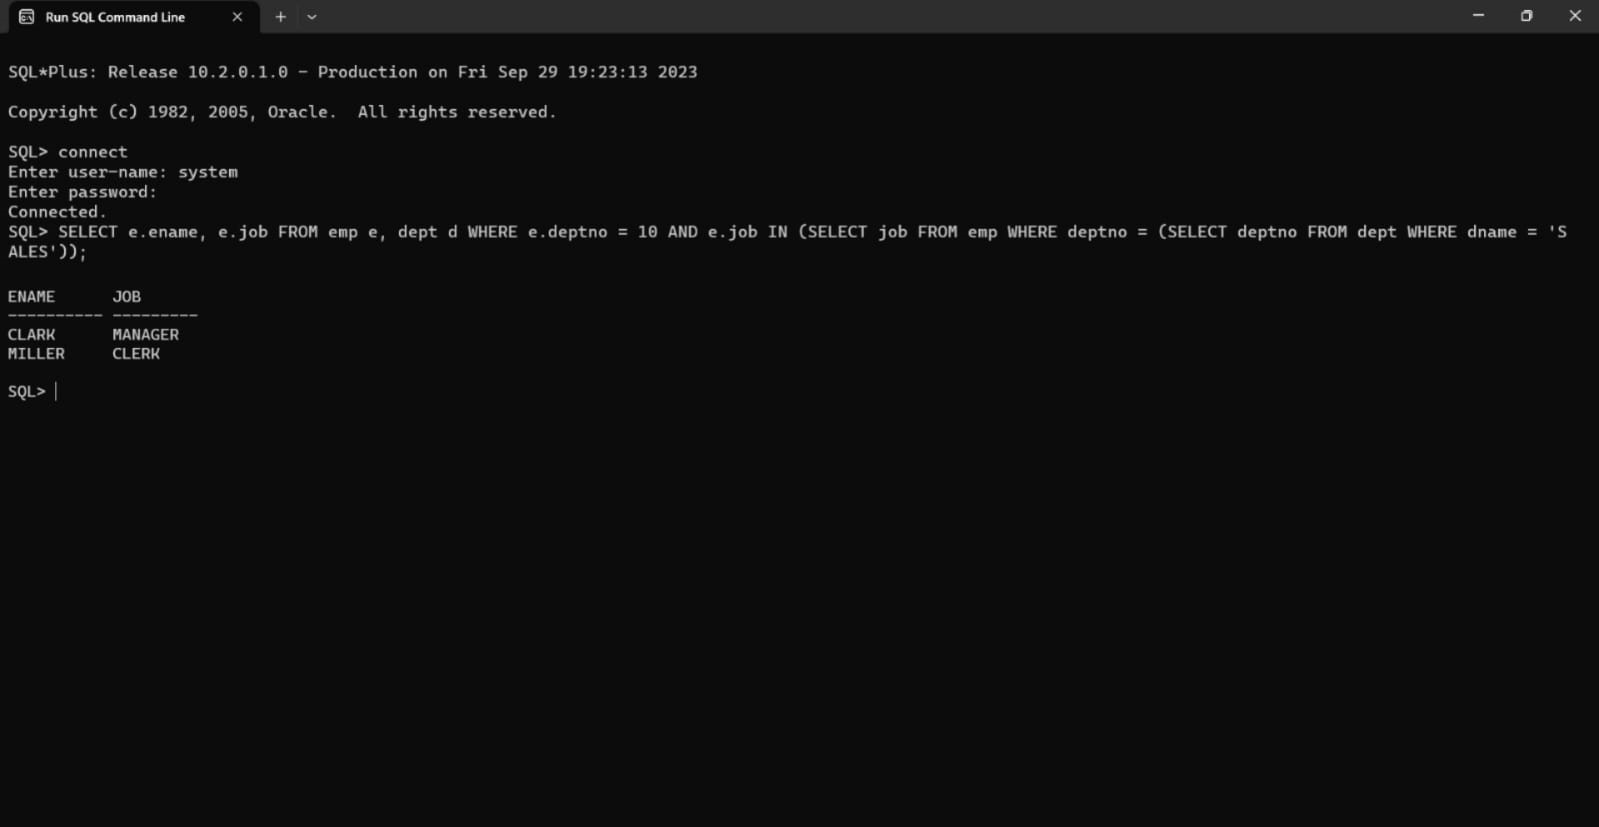 Run SQL Command Line
SQL*Plus: Release 10.2.0.1.0 - Production on Fri Sep 29 19:23:13 2023
Copyright (c) 1982, 2005, Oracle.  All rights reserved.
SQL> connect
Enter user-name: system
Enter password:
Connected.
SQL> SELECT e.ename, e.job FROM emp e, dept d WHERE e.deptno = 10 AND e.job IN (SELECT job FROM emp WHERE deptno = (SELECT deptno FROM dept WHERE dname = 'S
ALES'));
ENAME      JOB
---------- ---------
CLARK      MANAGER
MILLER     CLERK
SQL>